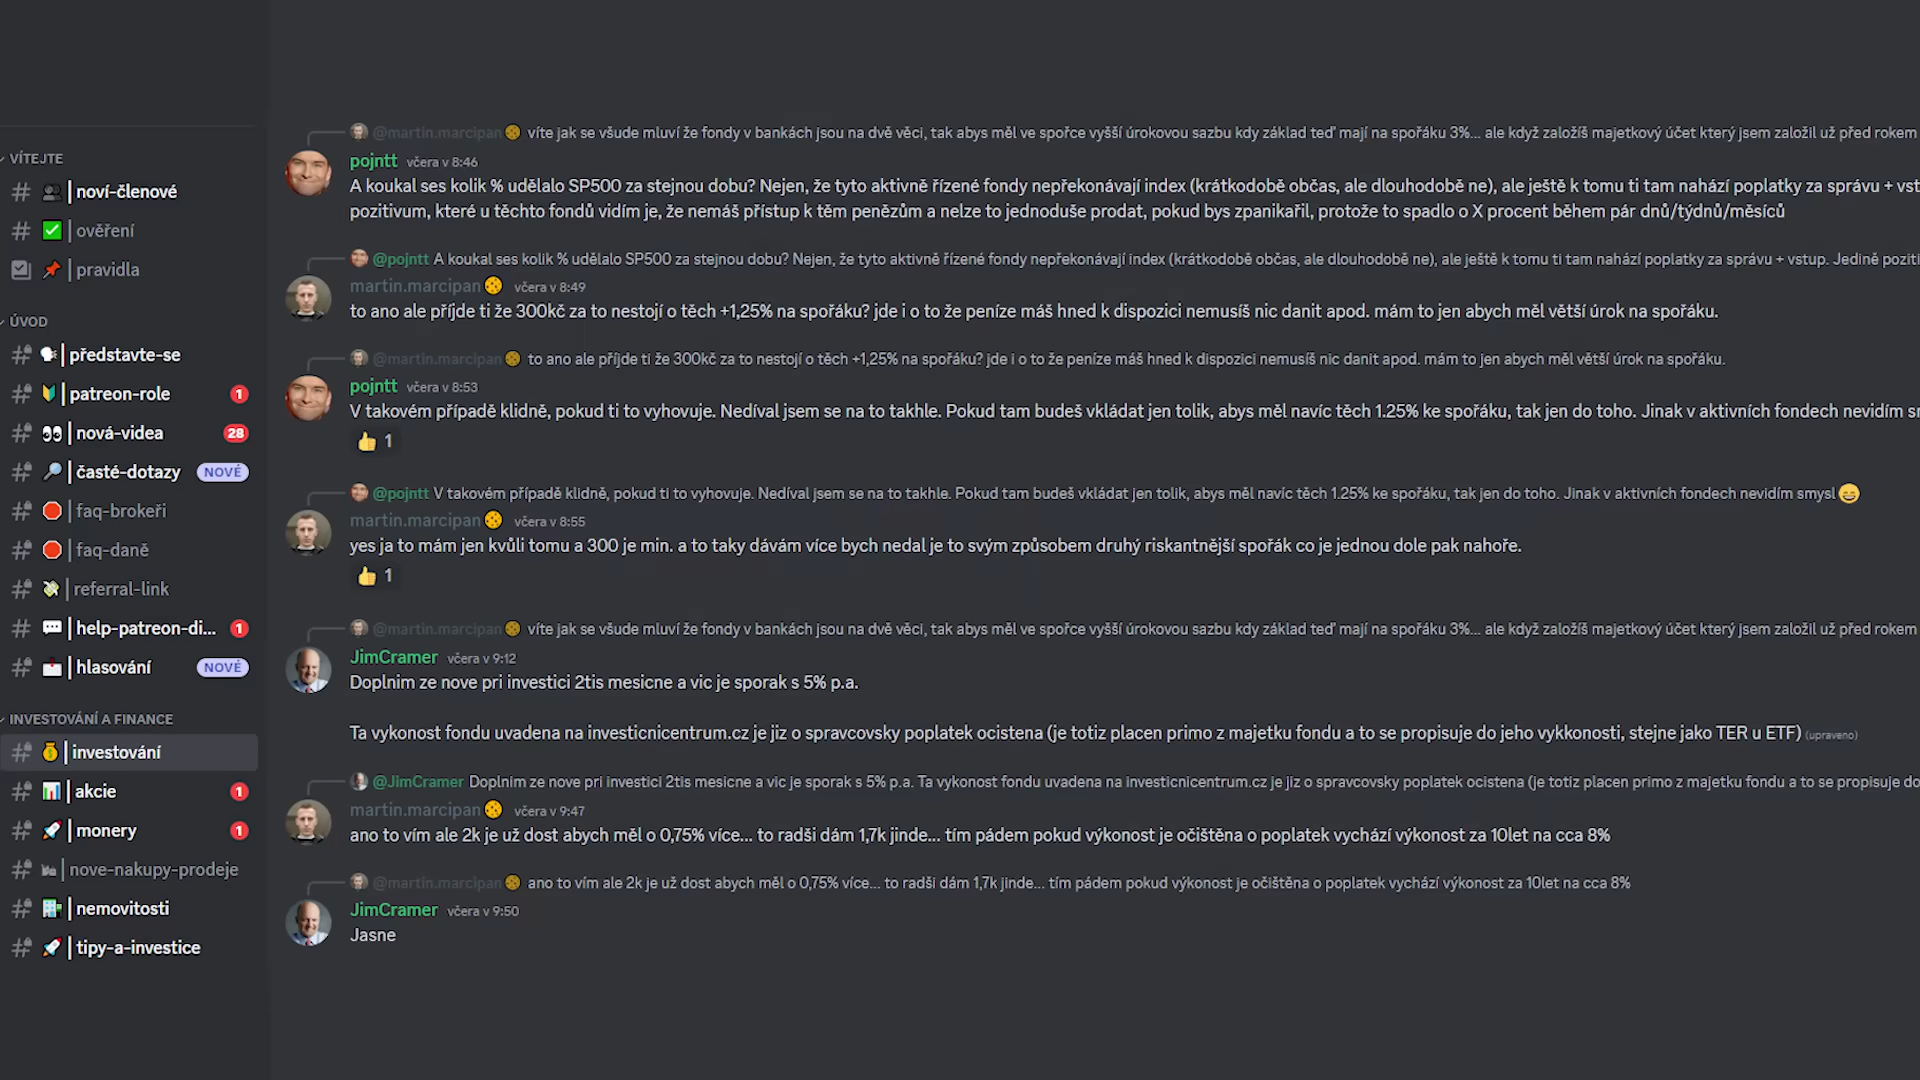 VÍTEJTE
noví-členové
ověření
pravidla
ÚVOD
představte-se
patreon-role 1
nová-videa 28
časté-dotazy NOVÉ
faq-brokeři
faq-daně
referral-link
help-patreon-di... 1
hlasování NOVÉ
INVESTOVÁNÍ A FINANCE
investování
akcie 1
monery 1
nove-nakupy-prodeje
nemovitosti
tipy-a-investice
@martin.marcipan víte jak se všude mluví že fondy v bankách jsou na dvě věci, tak abys měl ve spořce vyšší úrokovou sazbu kdy základ teď mají na spořáku 3%... ale když založíš majetkový účet který jsem založil už před rokem
pojntt včera v 8:46
A koukal ses kolik % udělalo SP500 za stejnou dobu? Nejen, že tyto aktivně řízené fondy nepřekonávají index (krátkodobě občas, ale dlouhodobě ne), ale ještě k tomu ti tam nahází poplatky za správu + vst
pozitivum, které u těchto fondů vidím je, že nemáš přístup k těm penězům a nelze to jednoduše prodat, pokud bys zpanikařil, protože to spadlo o X procent během pár dnů/týdnů/měsíců
@pojntt A koukal ses kolik % udělalo SP500 za stejnou dobu? Nejen, že tyto aktivně řízené fondy nepřekonávají index (krátkodobě občas, ale dlouhodobě ne), ale ještě k tomu ti tam nahází poplatky za správu + vstup. Jedině poziti
martin.marcipan včera v 8:49
to ano ale příjde ti že 300kč za to nestojí o těch +1,25% na spořáku? jde i o to že peníze máš hned k dispozici nemusíš nic danit apod. mám to jen abych měl větší úrok na spořáku.
@martin.marcipan to ano ale příjde ti že 300kč za to nestojí o těch +1,25% na spořáku? jde i o to že peníze máš hned k dispozici nemusíš nic danit apod. mám to jen abych měl větší úrok na spořáku.
pojntt včera v 8:53
V takovém případě klidně, pokud ti to vyhovuje. Nedíval jsem se na to takhle. Pokud tam budeš vkládat jen tolik, abys měl navíc těch 1.25% ke spořáku, tak jen do toho. Jinak v aktivních fondech nevidím s
1
@pojntt V takovém případě klidně, pokud ti to vyhovuje. Nedíval jsem se na to takhle. Pokud tam budeš vkládat jen tolik, abys měl navíc těch 1.25% ke spořáku, tak jen do toho. Jinak v aktivních fondech nevidím smysl
martin.marcipan včera v 8:55
yes ja to mám jen kvůli tomu a 300 je min. a to taky dávám více bych nedal je to svým způsobem druhý riskantnější spořák co je jednou dole pak nahoře.
1
@martin.marcipan víte jak se všude mluví že fondy v bankách jsou na dvě věci, tak abys měl ve spořce vyšší úrokovou sazbu kdy základ teď mají na spořáku 3%... ale když založíš majetkový účet který jsem založil už před rokem
JimCramer včera v 9:12
Doplnim ze nove pri investici 2tis mesicne a vic je sporak s 5% p.a.
Ta vykonost fondu uvadena na investicnicentrum.cz je jiz o spravcovsky poplatek ocistena (je totiz placen primo z majetku fondu a to se propisuje do jeho vykkonosti, stejne jako TER u ETF) (upraveno)
@JimCramer Doplnim ze nove pri investici 2tis mesicne a vic je sporak s 5% p.a. Ta vykonost fondu uvadena na investicnicentrum.cz je jiz o spravcovsky poplatek ocistena (je totiz placen primo z majetku fondu a to se propisuje do
martin.marcipan včera v 9:47
ano to vím ale 2k je už dost abych měl o 0,75% více... to radši dám 1,7k jinde... tím pádem pokud výkonost je očištěna o poplatek vychází výkonost za 10let na cca 8%
@martin.marcipan ano to vím ale 2k je už dost abych měl o 0,75% více... to radši dám 1,7k jinde... tím pádem pokud výkonost je očištěna o poplatek vychází výkonost za 10let na cca 8%
JimCramer včera v 9:50
Jasne